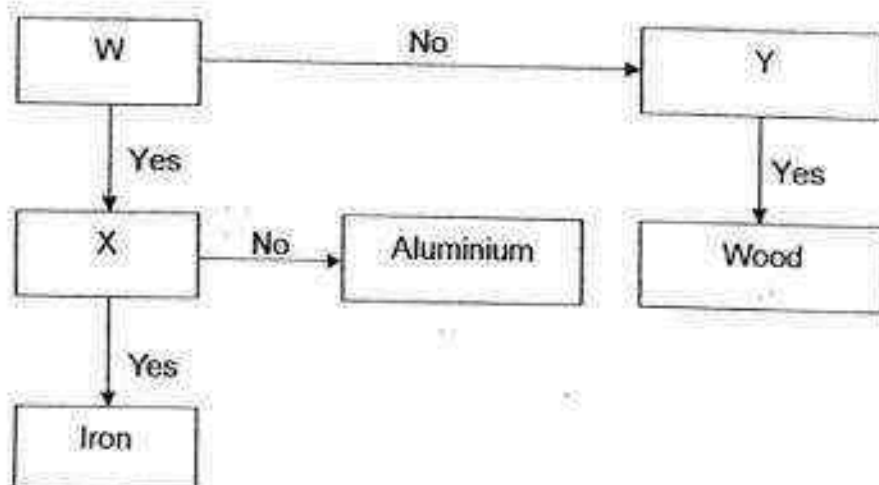 W
No
Y
Yes
Yes
X
No
Aluminium
Wood
Yes
Iron